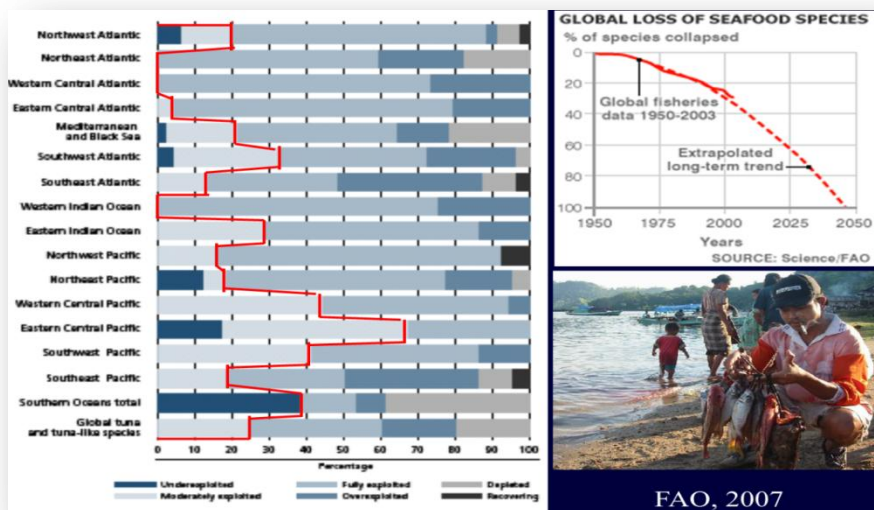 Northwest Atlantic
Northeast Atlantic
Western Central Atlantic
Eastern Central Atlantic
Mediterranean
and Black Sea
Southwest Atlantic
Southeast Atlantic
Western Indian Ocean
Eastern Indian Ocean
Northwest Pacific
Northeast Pacific
Western Central Pacific
Eastern Central Pacific
Southwest Pacific
Southeast Pacific
Southern Oceans total
Global tuna
and tuna-like species
0 10 20 30 40 50 60 70 80 90 100
Percentage
Underexploited Fully exploited Depleted
Moderately exploited Overexploited Recovering
GLOBAL LOSS OF SEAFOOD SPECIES
% of species collapsed
0
20
40
60
80
100
Global fisheries
data 1950-2003
Extrapolated
long-term trend
1950 1975 2000 2025 2050
Years
SOURCE: Science/FAO
FAO, 2007